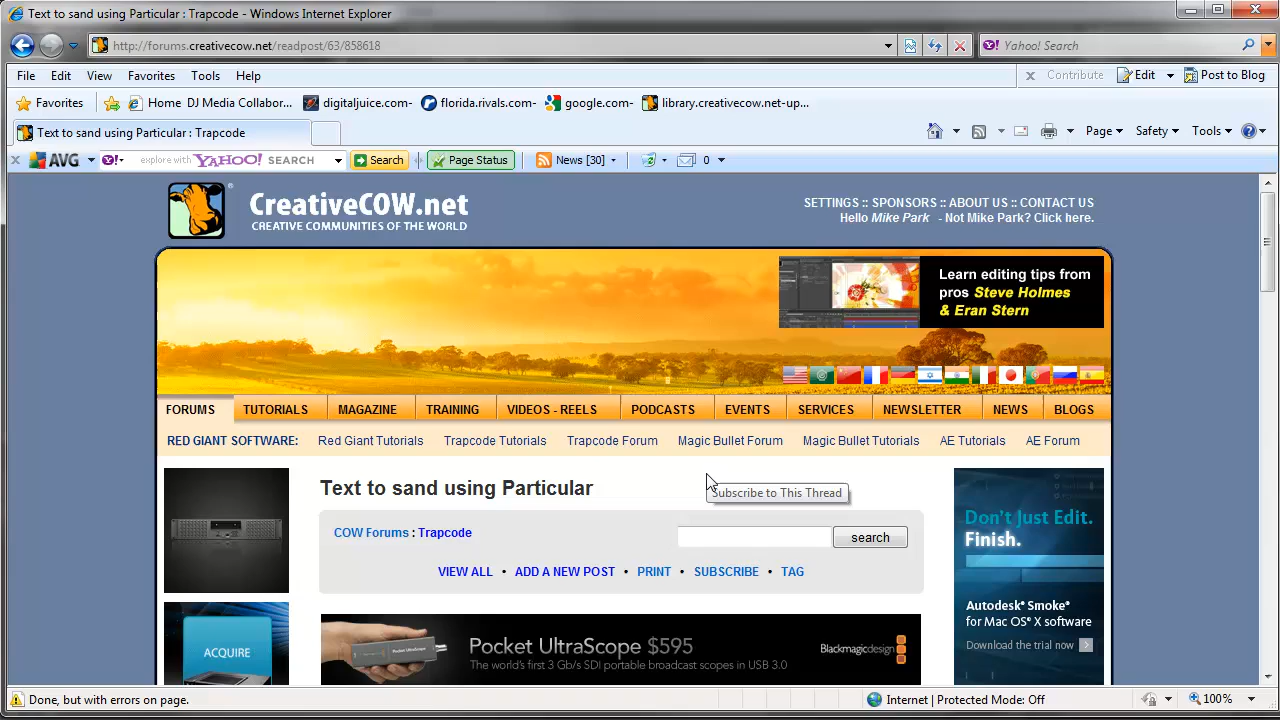 Text to sand using Particular : Trapcode - Windows Internet Explorer
http://forums.creativecow.net/readpost/63/858618
Yahoo! Search
File Edit View Favorites Tools Help
Contribute Edit Post to Blog
Favorites Home DJ Media Collabor... digitaljuice.com- florida.rivals.com- google.com- library.creativecow.net-up...
Text to sand using Particular : Trapcode
Page Safety Tools
AVG Y! explore with YAHOO! SEARCH Search Page Status News [30] 0
CreativeCOW.net
CREATIVE COMMUNITIES OF THE WORLD
SETTINGS :: SPONSORS :: ABOUT US :: CONTACT US
Hello Mike Park - Not Mike Park? Click here.
Learn editing tips from
pros Steve Holmes
& Eran Stern
FORUMS TUTORIALS MAGAZINE TRAINING VIDEOS - REELS PODCASTS EVENTS SERVICES NEWSLETTER NEWS BLOGS
RED GIANT SOFTWARE: Red Giant Tutorials Trapcode Tutorials Trapcode Forum Magic Bullet Forum Magic Bullet Tutorials AE Tutorials AE Forum
Text to sand using Particular
Subscribe to This Thread
COW Forums : Trapcode
search
VIEW ALL • ADD A NEW POST • PRINT • SUBSCRIBE • TAG
Don't Just Edit.
Finish.
Autodesk® Smoke®
for Mac OS® X software
Download the trial now
ACQUIRE
Pocket UltraScope $595
The world's first 3 Gb/s SDI portable broadcast scopes in USB 3.0
Blackmagicdesign
Done, but with errors on page.
Internet | Protected Mode: Off
100%